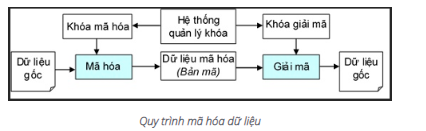 Khóa mã hóa
Hệ thống
quản lý khóa
Khóa giải mã
Dữ liệu
gốc
Mã hóa
Dữ liệu mã hóa
(Bản mã)
Giải mã
Dữ liệu
gốc
Quy trình mã hóa dữ liệu